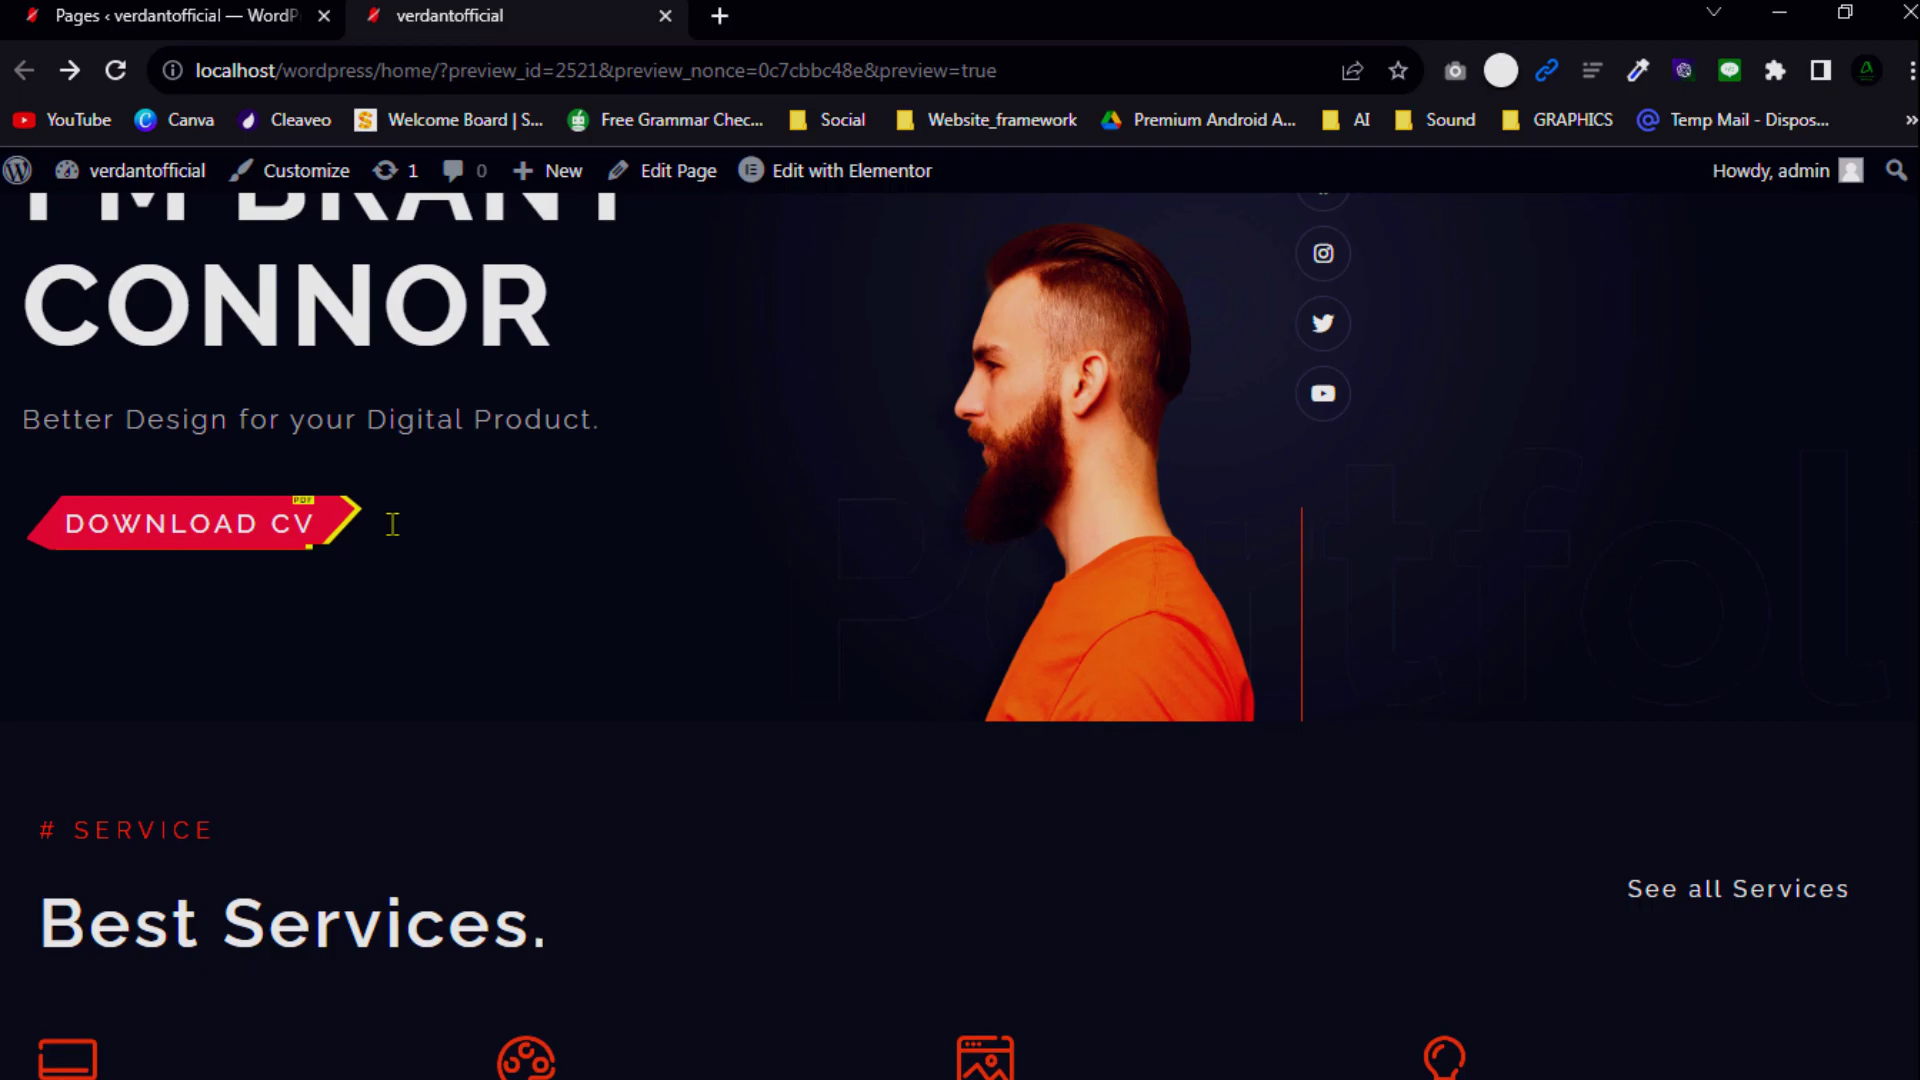 Pages ‹ verdantofficial — WordP
verdantofficial
localhost/wordpress/home/?preview_id=2521&preview_nonce=0c7cbbc48e&preview=true
YouTube
Canva
Cleaveo
Welcome Board | S...
Free Grammar Chec...
Social
Website_framework
Premium Android A...
AI
Sound
GRAPHICS
Temp Mail - Dispos...
»
verdantofficial
Customize
1
0
New
Edit Page
Edit with Elementor
Howdy, admin
I'M BRANT
CONNOR
Better Design for your Digital Product.
PDF
DOWNLOAD CV
Portfol
# SERVICE
See all Services
Best Services.